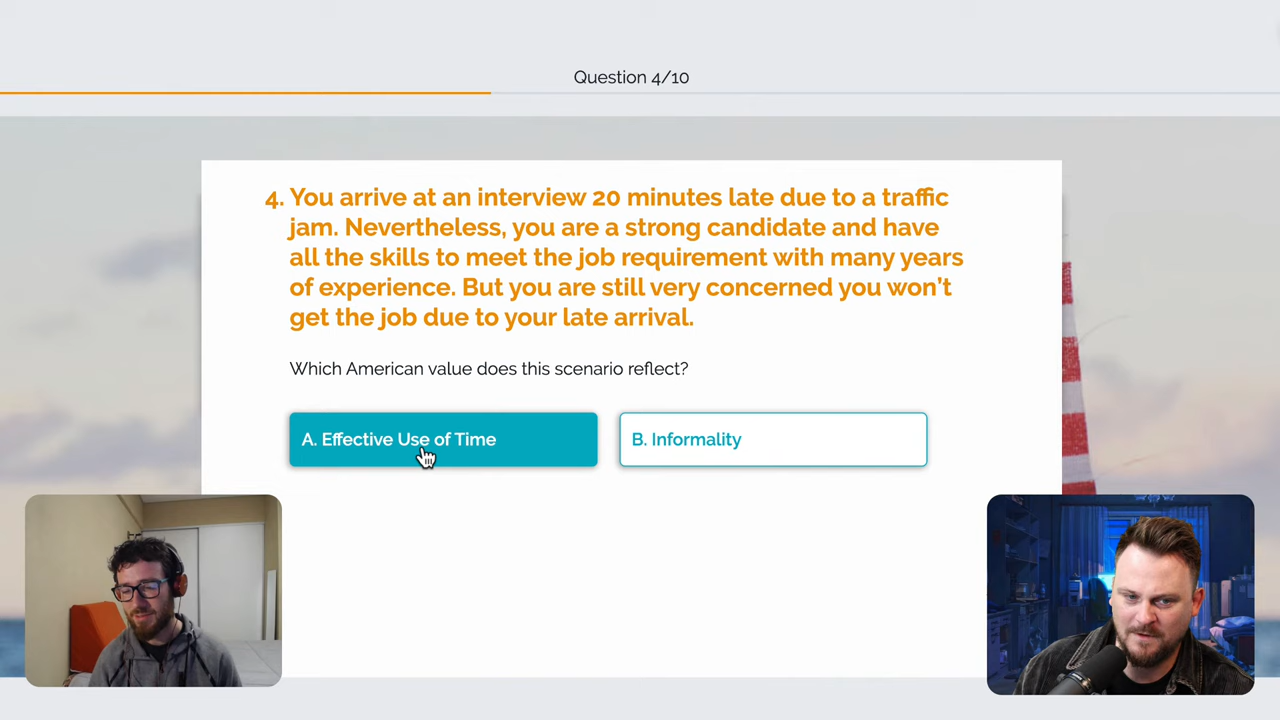 Question 4/10
4. You arrive at an interview 20 minutes late due to a traffic
jam. Nevertheless, you are a strong candidate and have
all the skills to meet the job requirement with many years
of experience. But you are still very concerned you won't
get the job due to your late arrival.
Which American value does this scenario reflect?
A. Effective Use of Time
B. Informality